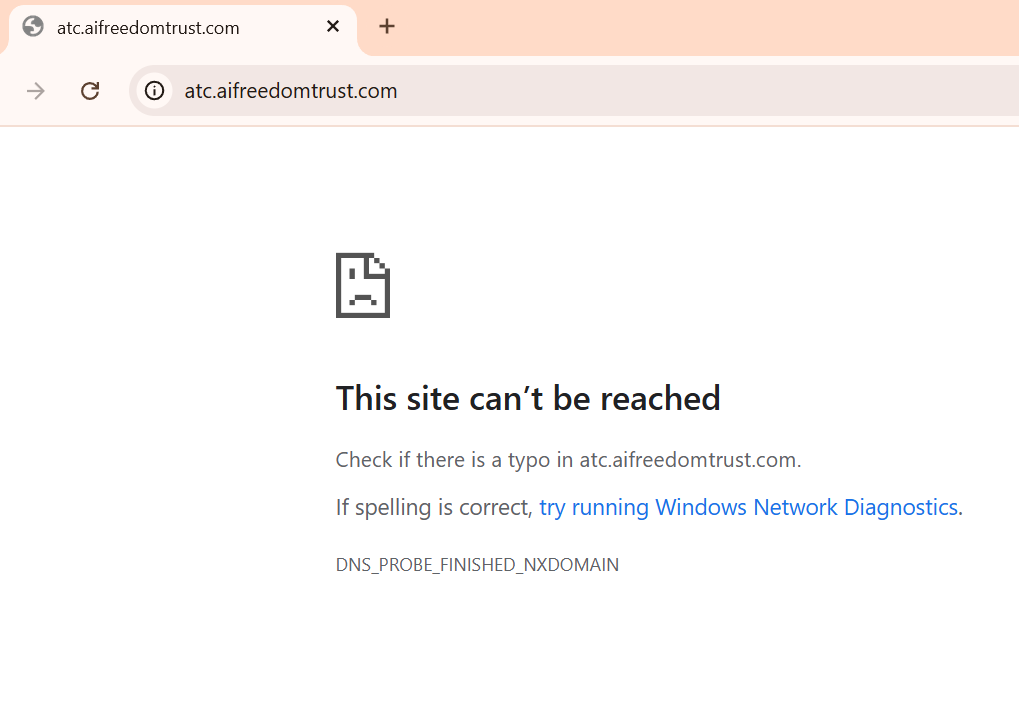 atc.aifreedomtrust.com
atc.aifreedomtrust.com
This site can’t be reached
Check if there is a typo in atc.aifreedomtrust.com.
If spelling is correct, try running Windows Network Diagnostics.
DNS_PROBE_FINISHED_NXDOMAIN